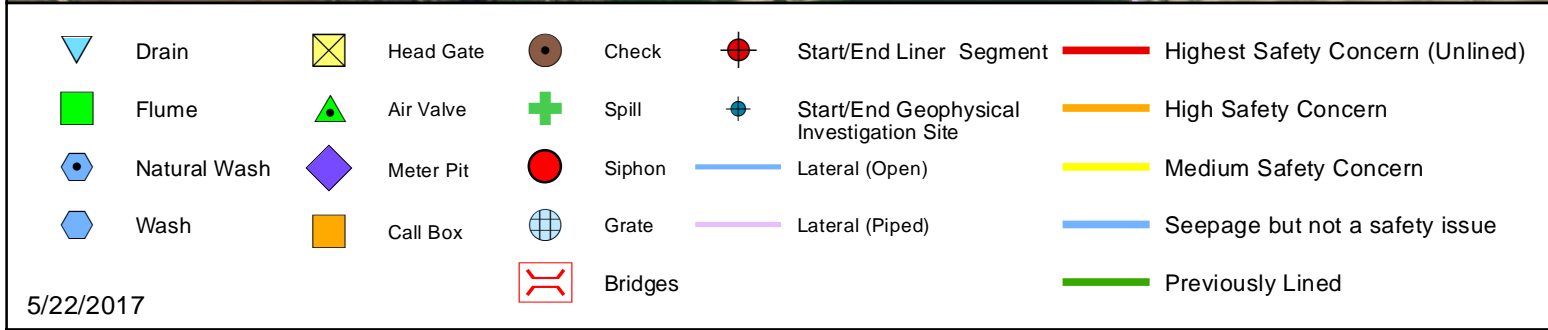 Drain
Flume
Natural Wash
Wash
Head Gate
Air Valve
Meter Pit
Call Box
Check
Spill
Siphon
Grate
Bridges
Start/End Liner Segment
Start/End Geophysical
Investigation Site
Lateral (Open)
Lateral (Piped)
Highest Safety Concern (Unlined)
High Safety Concern
Medium Safety Concern
Seepage but not a safety issue
Previously Lined
5/22/2017